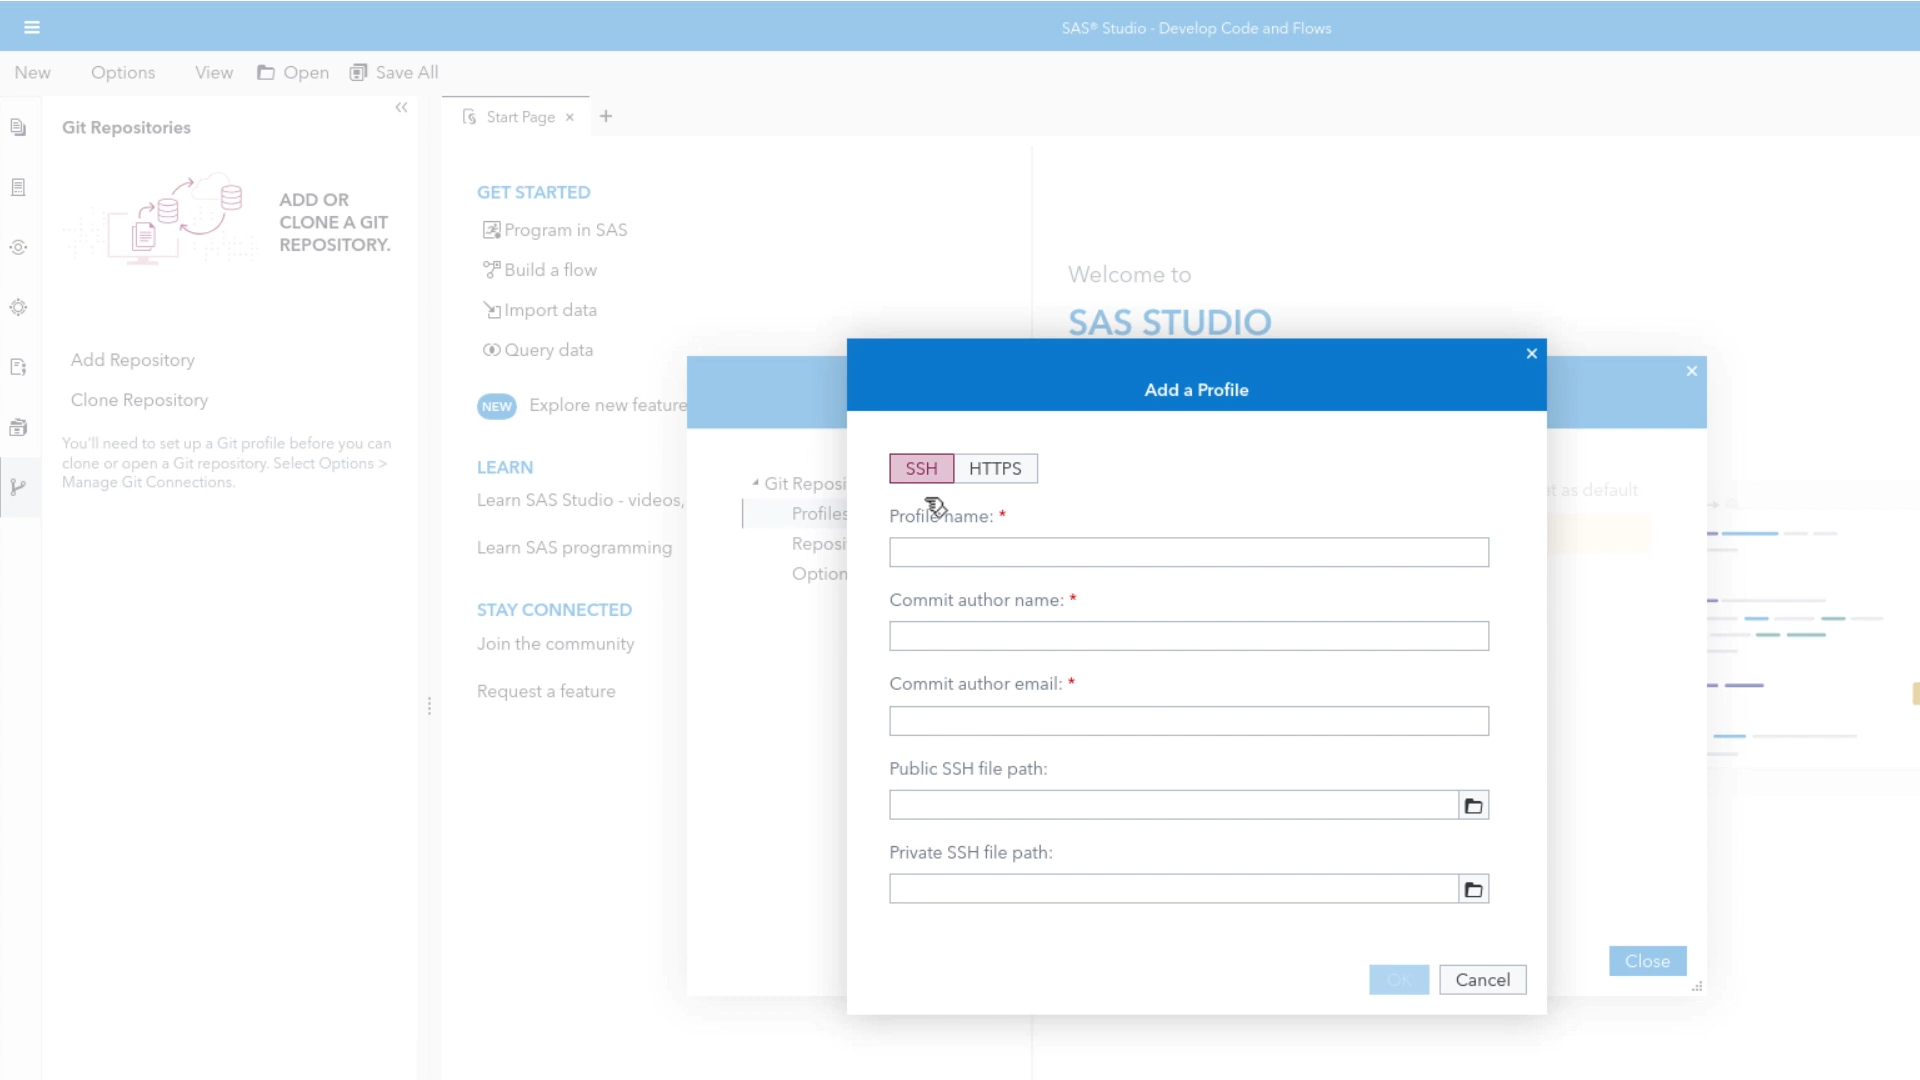 SAS® Studio - Develop Code and Flows
New
Options
View
Open
Save All
Git Repositories
ADD OR
CLONE A GIT
REPOSITORY.
Add Repository
Clone Repository
You'll need to set up a Git profile before you can
clone or open a Git repository. Select Options >
Manage Git Connections.
Start Page
GET STARTED
Program in SAS
Build a flow
Import data
Query data
NEW
Explore new feature
LEARN
Learn SAS Studio - videos,
Learn SAS programming
STAY CONNECTED
Join the community
Request a feature
Welcome to
SAS STUDIO
Git Reposi
Profiles
Reposi
Option
as default
Close
Add a Profile
SSH
HTTPS
Profile name: *
Commit author name: *
Commit author email: *
Public SSH file path:
Private SSH file path:
OK
Cancel